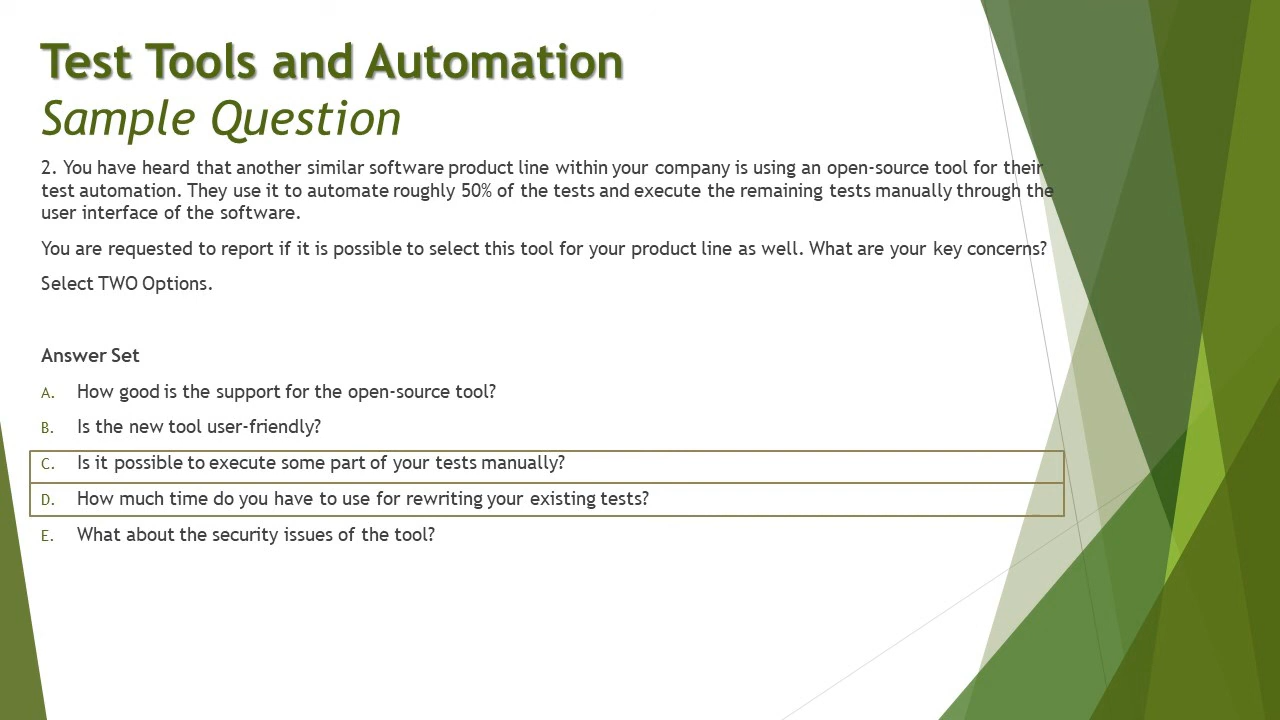 Test Tools and Automation
Sample Question
2. You have heard that another similar software product line within your company is using an open-source tool for their
test automation. They use it to automate roughly 50% of the tests and execute the remaining tests manually through the
user interface of the software.
You are requested to report if it is possible to select this tool for your product line as well. What are your key concerns?
Select TWO Options.
Answer Set
A. How good is the support for the open-source tool?
B. Is the new tool user-friendly?
C. Is it possible to execute some part of your tests manually?
D. How much time do you have to use for rewriting your existing tests?
E. What about the security issues of the tool?